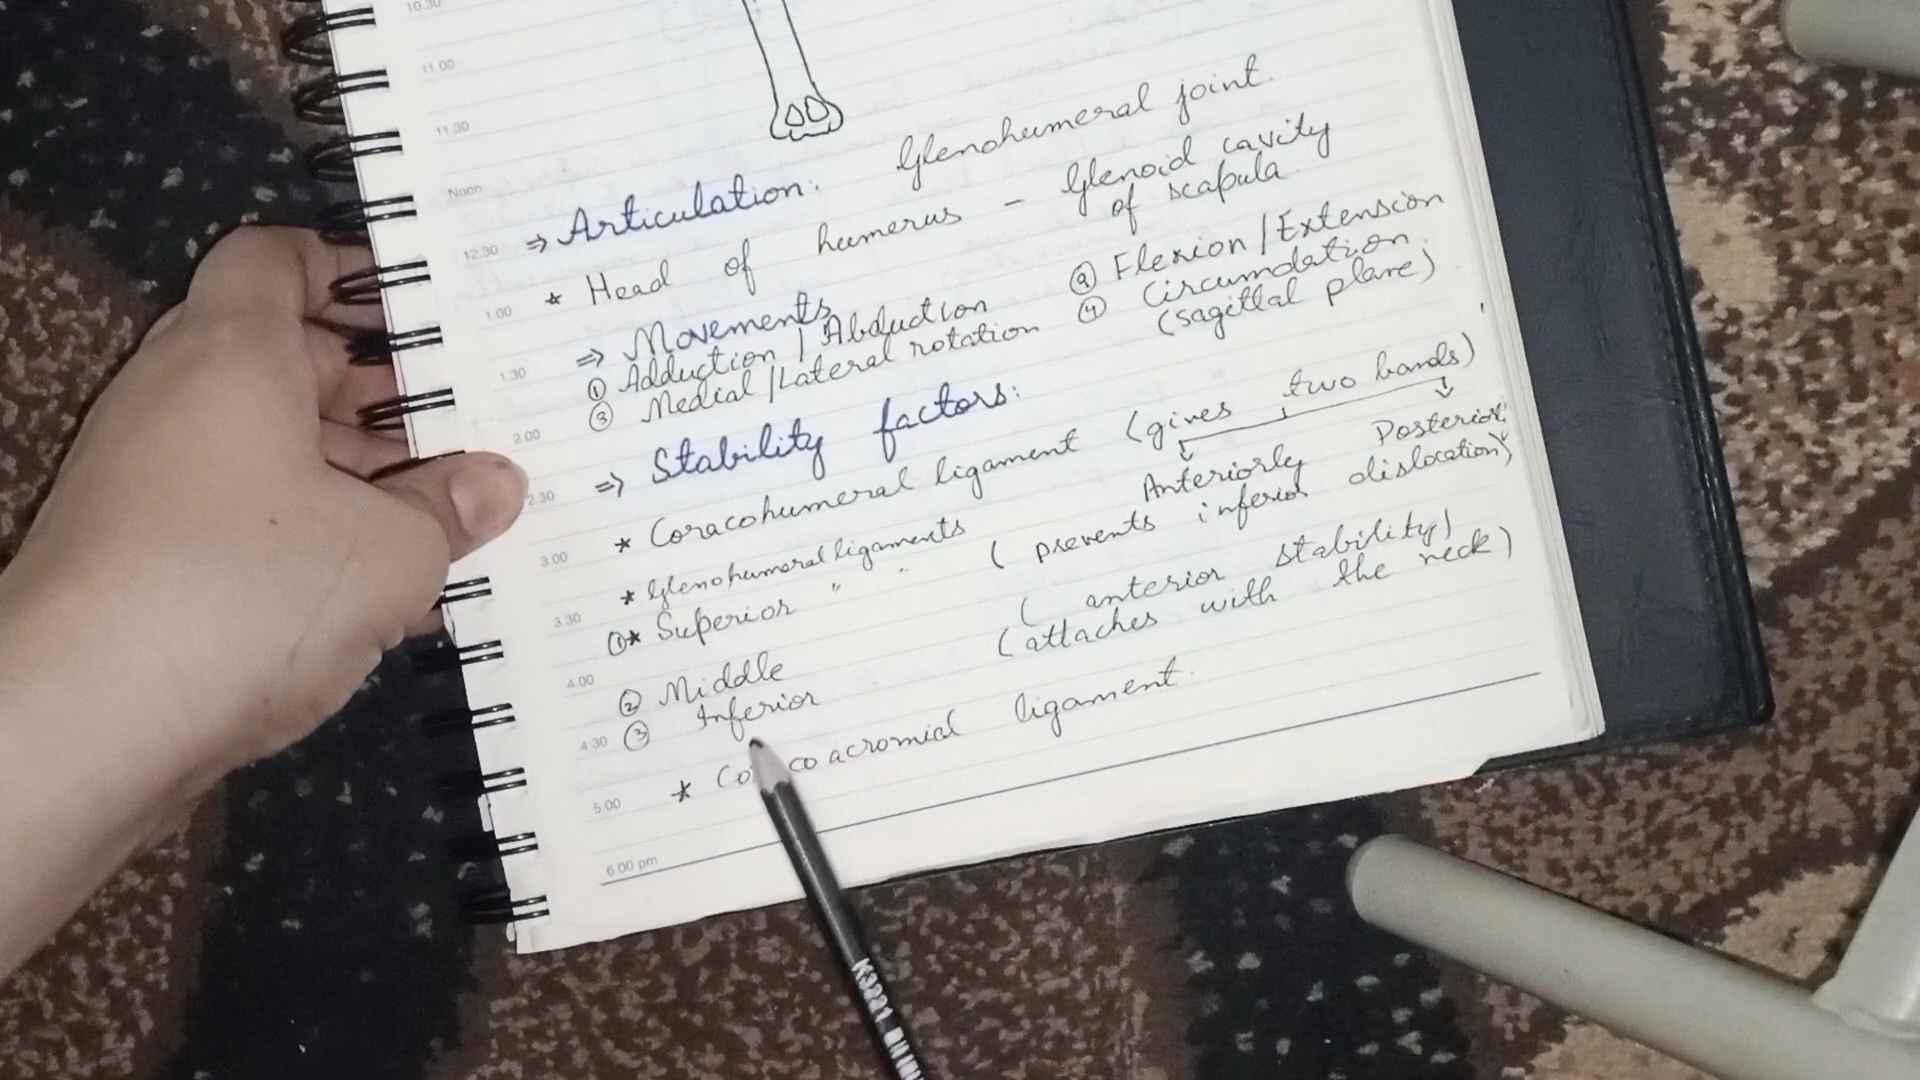 10.30
11.00
11.30
Noon
12.30
1.00
1.30
2.00
2.30
3.00
3.30
4.00
4.30
5.00
6.00 pm
⇒ Articulation: Glenohumeral joint.
* Head of humerus - Glenoid cavity
of scapula
⇒ Movements
① Adduction / Abduction ② Flexion / Extension
③ Medial / Lateral rotation ④ Circumdation
(sagittal plane)
⇒ Stability factors:
* Coracohumeral ligament (gives two bands)
Anteriorly Posterior
* Glenohumeral ligaments
①* Superior " " ( prevents inferior dislocation)
② Middle ( anterior stability)
③ Inferior (attaches with the neck)
* Co co acromial ligament.
K3221